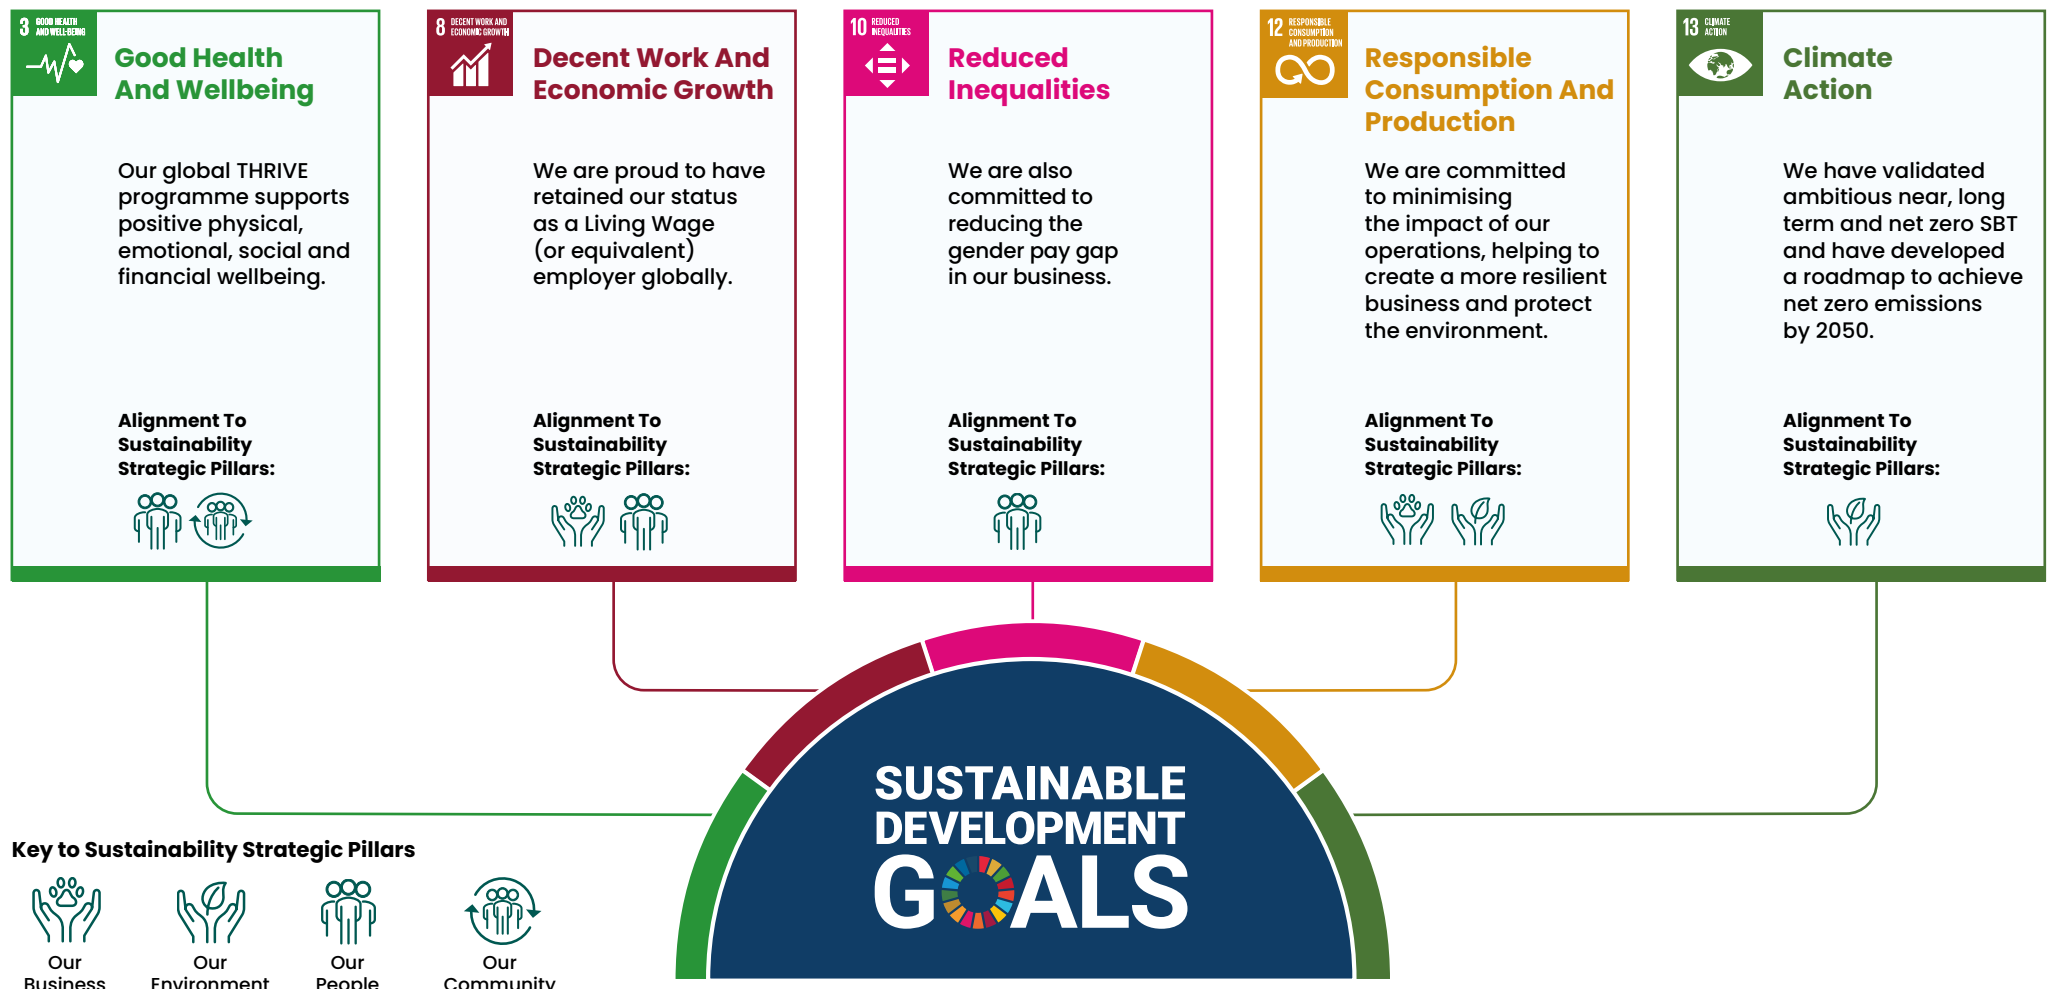 3 GOOD HEALTH
AND WELL-BEING
Good Health
And Wellbeing
Our global THRIVE
programme supports
positive physical,
emotional, social and
financial wellbeing.
Alignment To
Sustainability
Strategic Pillars:
8 DECENT WORK AND
ECONOMIC GROWTH
Decent Work And
Economic Growth
We are proud to have
retained our status
as a Living Wage
(or equivalent)
employer globally.
Alignment To
Sustainability
Strategic Pillars:
10 REDUCED
INEQUALITIES
Reduced
Inequalities
We are also
committed to
reducing the
gender pay gap
in our business.
Alignment To
Sustainability
Strategic Pillars:
12 RESPONSIBLE
CONSUMPTION
AND PRODUCTION
Responsible
Consumption And
Production
We are committed
to minimising
the impact of our
operations, helping to
create a more resilient
business and protect
the environment.
Alignment To
Sustainability
Strategic Pillars:
13 CLIMATE
ACTION
Climate
Action
We have validated
ambitious near, long
term and net zero SBT
and have developed
a roadmap to achieve
net zero emissions
by 2050.
Alignment To
Sustainability
Strategic Pillars:
SUSTAINABLE
DEVELOPMENT
GOALS
Key to Sustainability Strategic Pillars
Our
Business
Our
Environment
Our
People
Our
Community